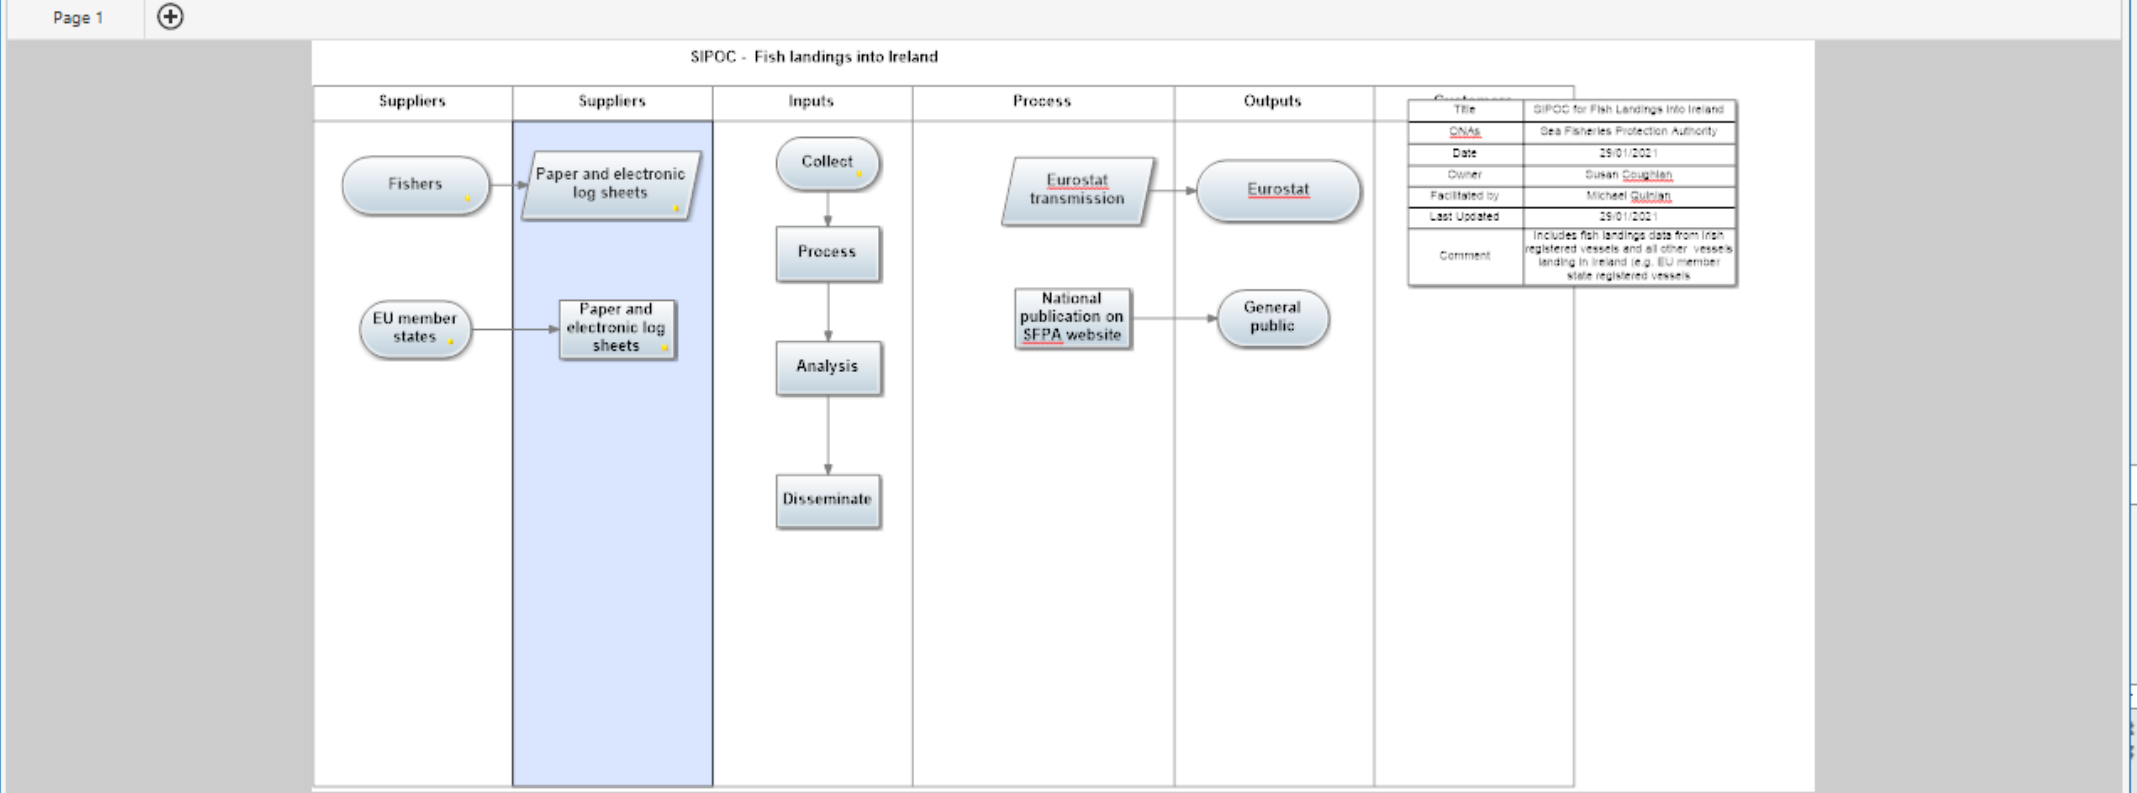 Page 1
SIPOC - Fish landings into Ireland
Suppliers
Suppliers
Inputs
Process
Outputs
Customers
Fishers
Paper and electronic
log sheets
Collect
Eurostat
transmission
Eurostat
Process
EU member
states
Paper and
electronic log
sheets
National
publication on
SFPA website
General
public
Analysis
Disseminate
Title SIPOC for Fish Landings Into Ireland
ONAs Sea Fisheries Protection Authority
Date 29/01/2021
Owner Susan Coughlan
Facilitated by Michael Quinlan
Last Updated 29/01/2021
Comment
Includes fish landings data from Irish
registered vessels and all other vessels
landing in Ireland (e.g. EU member
state registered vessels